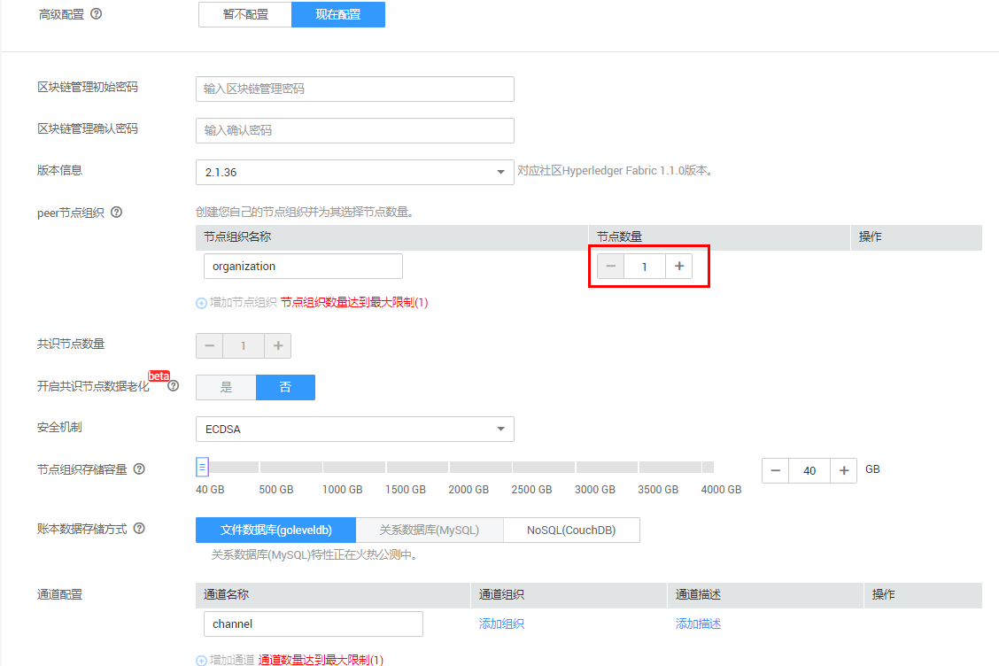 高级配置 ? 暂不配置 现在配置
区块链管理初始密码 输入区块链管理密码
区块链管理确认密码 输入确认密码
版本信息 2.1.36 对应社区Hyperledger Fabric 1.1.0版本。
peer节点组织 ? 创建您自己的节点组织并为其选择节点数量。
节点组织名称 节点数量 操作
organization − 1 +
增加节点组织 节点组织数量达到最大限制(1)
共识节点数量 − 1 +
开启共识节点数据老化 beta ? 是 否
安全机制 ECDSA
节点组织存储容量 ? − 40 + GB
40 GB 500 GB 1000 GB 1500 GB 2000 GB 2500 GB 3000 GB 3500 GB 4000 GB
账本数据存储方式 ? 文件数据库(goleveldb) 关系数据库(MySQL) NoSQL(CouchDB)
关系数据库(MySQL)特性正在火热公测中。
通道配置 通道名称 通道组织 通道描述 操作
channel 添加组织 添加描述
增加通道 通道数量达到最大限制(1)